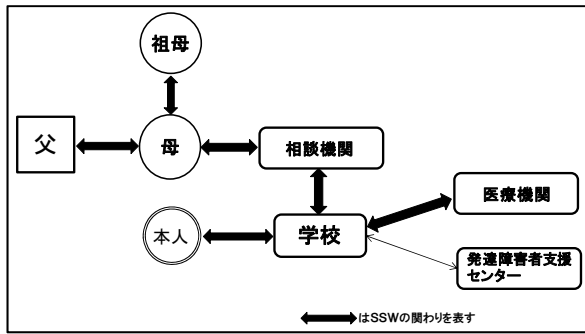 祖母
父
母
相談機関
医療機関
本人
学校
発達障害者支援
センター
はSSWの関わりを表す